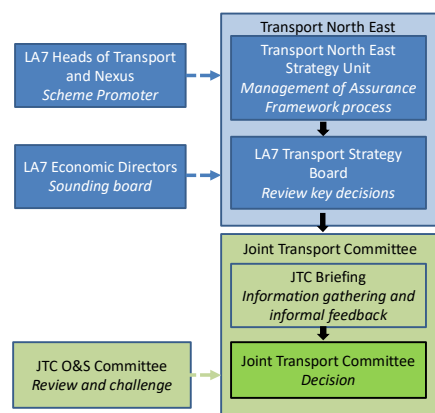 Transport North East
LA7 Heads of Transport
and Nexus
Scheme Promoter
Transport North East
Strategy Unit
Management of Assurance
Framework process
LA7 Economic Directors
Sounding board
LA7 Transport Strategy
Board
Review key decisions
Joint Transport Committee
JTC Briefing
Information gathering and
informal feedback
JTC O&S Committee
Review and challenge
Joint Transport Committee
Decision